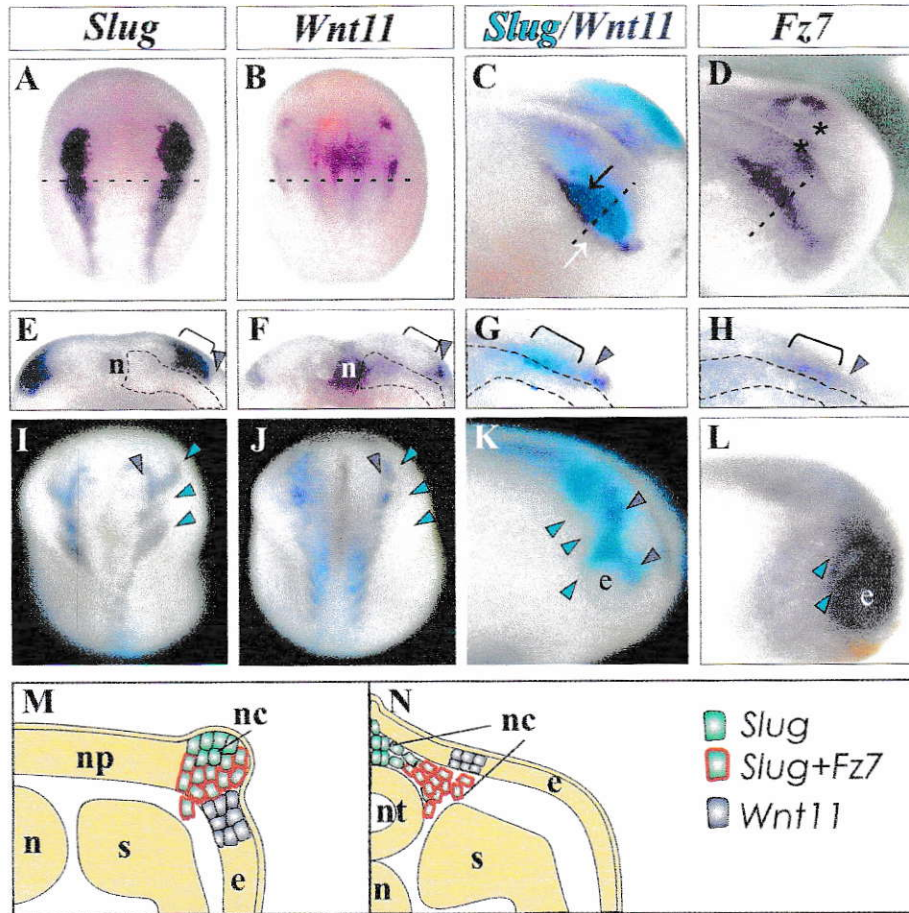 Slug Wnt11 Slug/Wnt11 Fz7
A B C D
* *
E F G H
n n
I J K L
e e
M N
nc nc
np e
nt
n s s
e n
Slug
Slug+Fz7
Wnt11